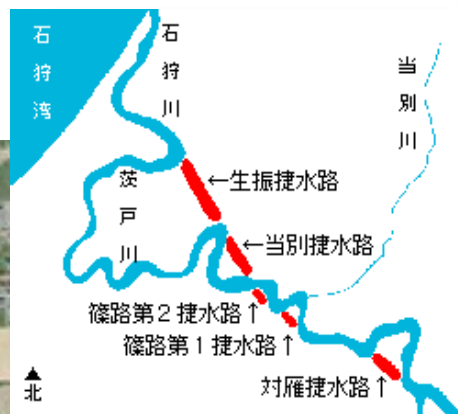 石狩湾
石狩川
当別川
茨戸川
←生振捷水路
←当別捷水路
篠路第2捷水路↑
篠路第1捷水路↑
対雁捷水路↑
▲
北